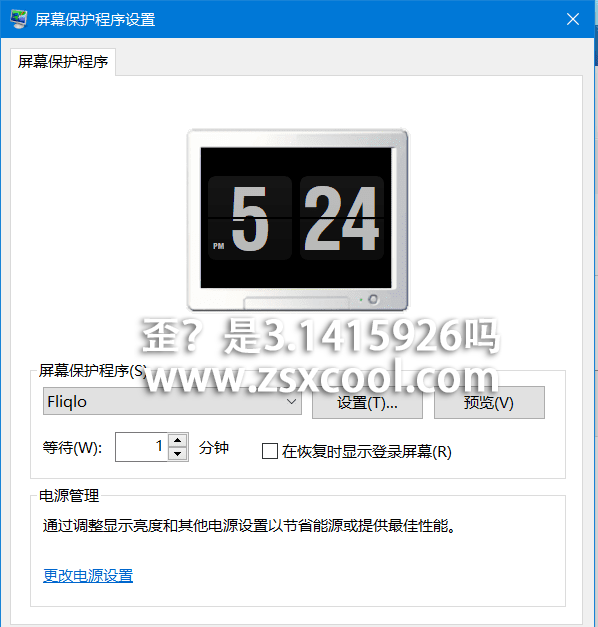 屏幕保护程序设置
屏幕保护程序
5 24
PM
歪？是3.1415926吗
www.zsxcool.com
屏幕保护程序(S)
Fliqlo
设置(T)...
预览(V)
等待(W): 1 分钟
在恢复时显示登录屏幕(R)
电源管理
通过调整显示亮度和其他电源设置以节省能源或提供最佳性能。
更改电源设置